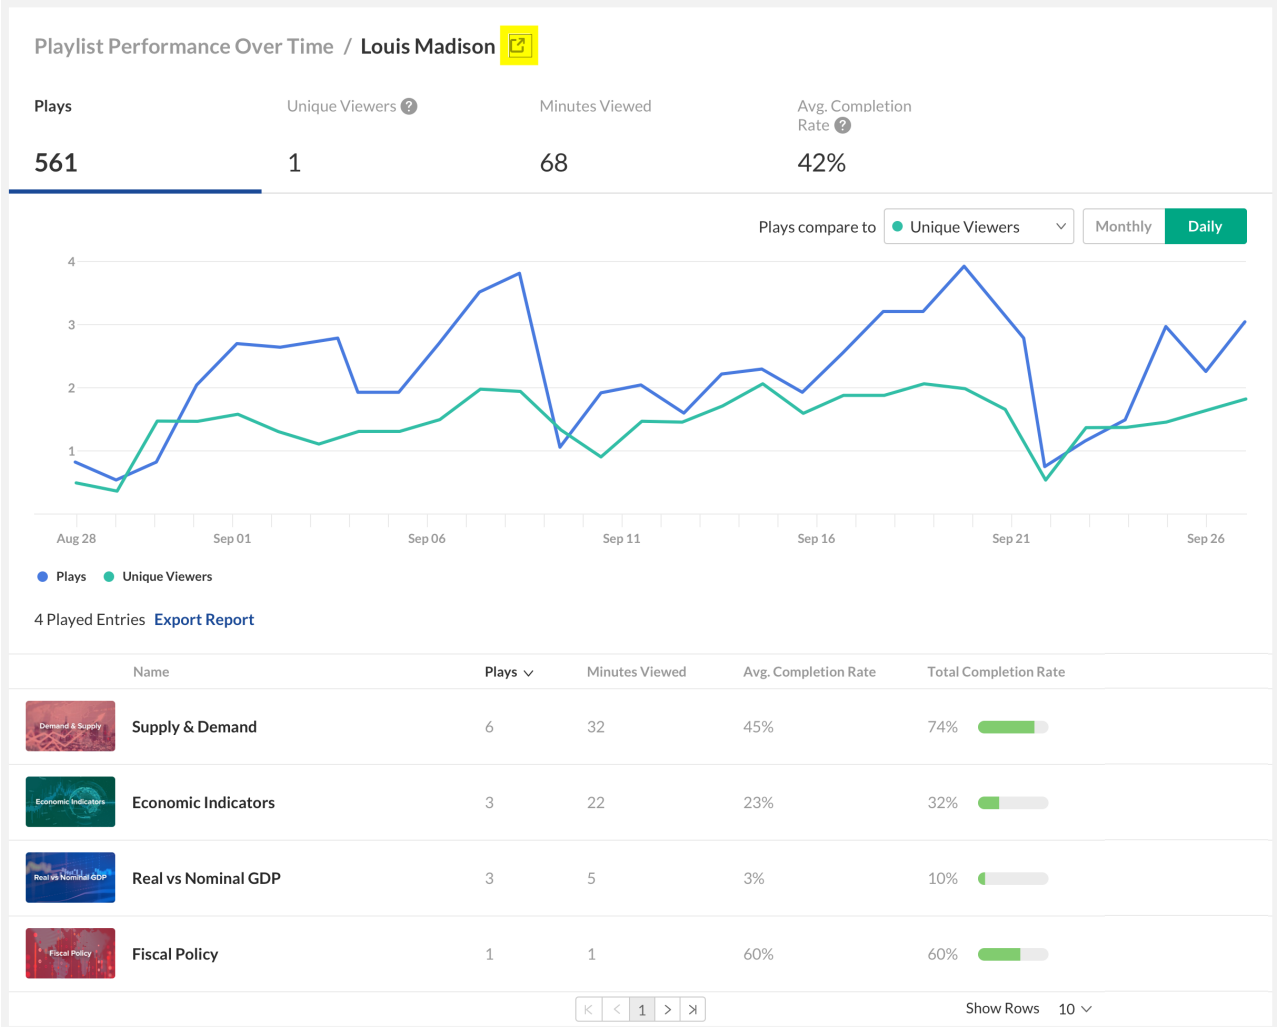 Playlist Performance Over Time / Louis Madison
Plays Unique Viewers ? Minutes Viewed Avg. Completion
Rate ?
561 1 68 42%
Plays compare to Unique Viewers Monthly Daily
4
3
2
1
Aug 28 Sep 01 Sep 06 Sep 11 Sep 16 Sep 21 Sep 26
Plays Unique Viewers
4 Played Entries Export Report
Name Plays Minutes Viewed Avg. Completion Rate Total Completion Rate
Demand & Supply Supply & Demand 6 32 45% 74%
Economic Indicators Economic Indicators 3 22 23% 32%
Real vs Nominal GDP Real vs Nominal GDP 3 5 3% 10%
Fiscal Policy Fiscal Policy 1 1 60% 60%
1 Show Rows 10